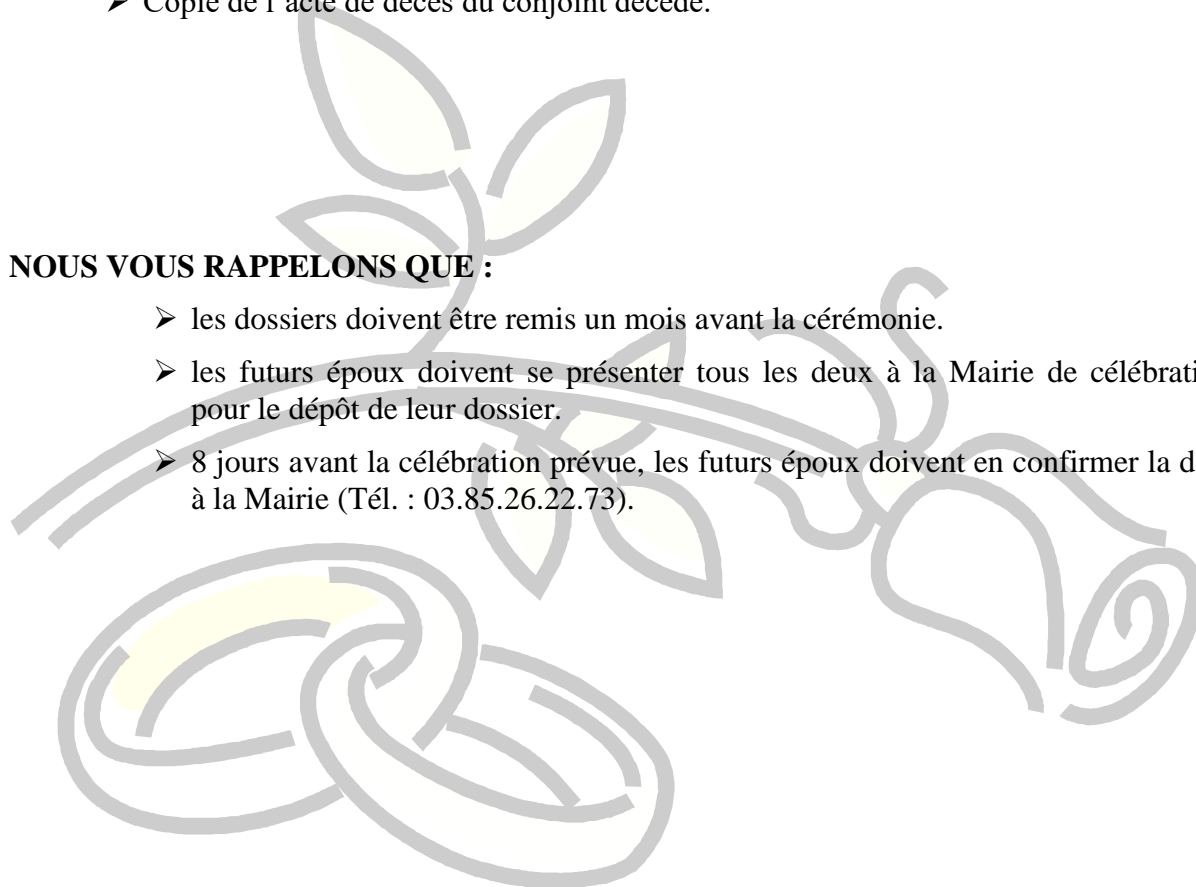 ➢ Copie de l'acte de décès du conjoint décédé.
NOUS VOUS RAPPELONS QUE :
➢ les dossiers doivent être remis un mois avant la cérémonie.
➢ les futurs époux doivent se présenter tous les deux à la Mairie de célébrati
pour le dépôt de leur dossier.
➢ 8 jours avant la célébration prévue, les futurs époux doivent en confirmer la d
à la Mairie (Tél. : 03.85.26.22.73).